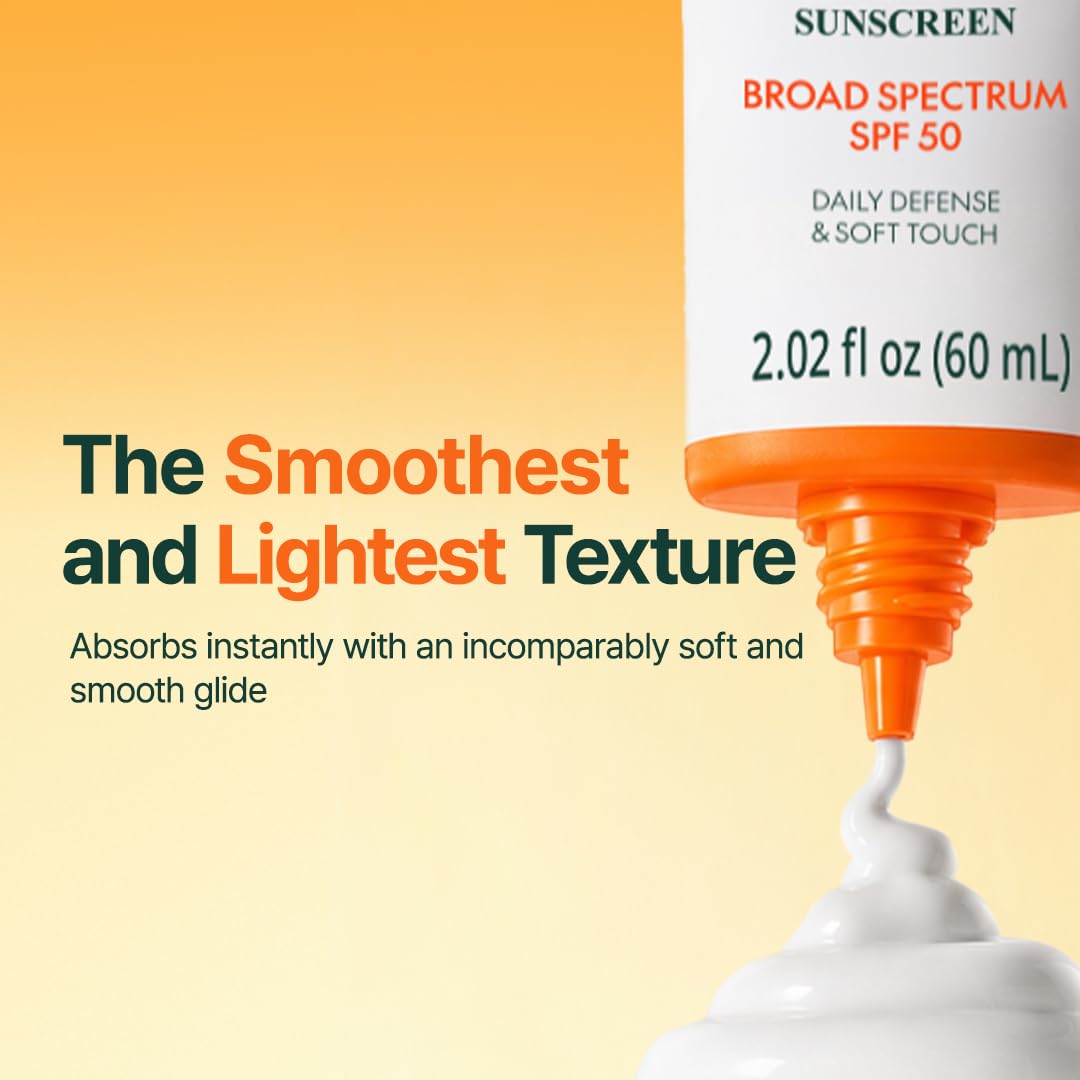 SUNSCREEN
BROAD SPECTRUM
SPF 50
DAILY DEFENSE
& SOFT TOUCH
2.02 fl oz (60 mL)
The Smoothest
and Lightest Texture
Absorbs instantly with an incomparably soft and
smooth glide